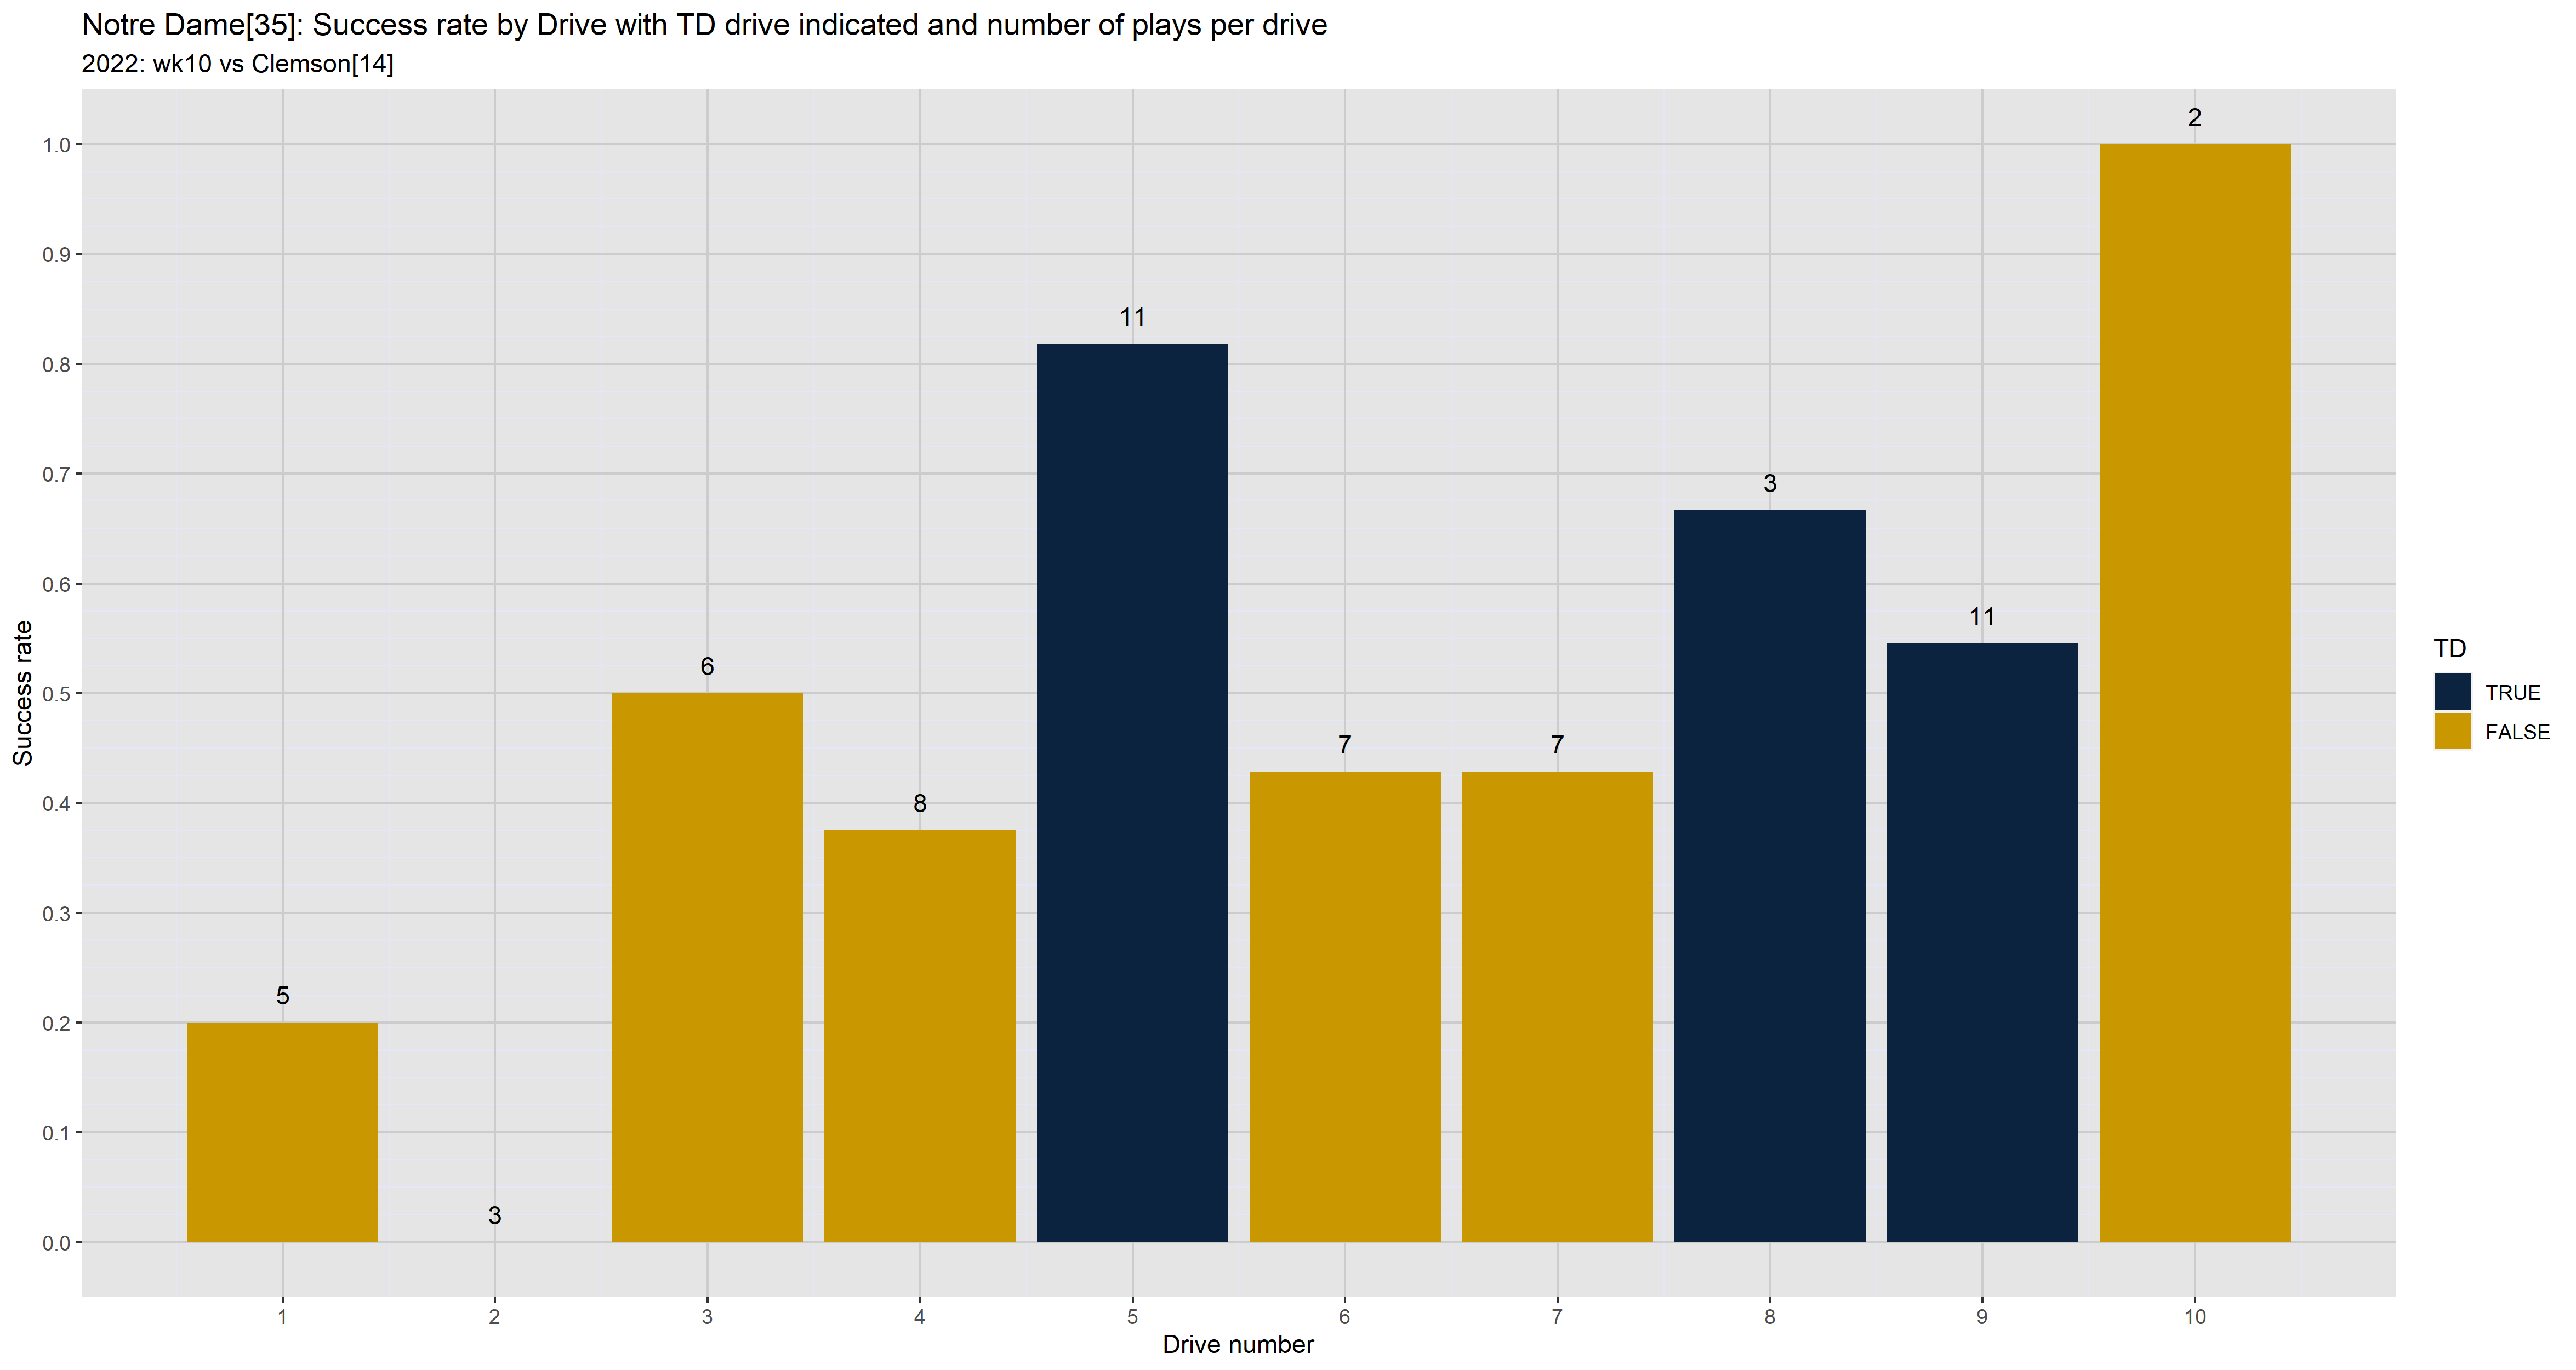 Notre Dame[35]: Success rate by Drive with TD drive indicated and number of plays per drive
2022: wk10 vs Clemson[14]
Success rate
1.0
0.9
0.8
0.7
0.6
0.5
0.4
0.3
0.2
0.1
0.0
5
3
6
8
11
7
7
3
11
2
1 2 3 4 5 6 7 8 9 10
Drive number
TD
TRUE
FALSE